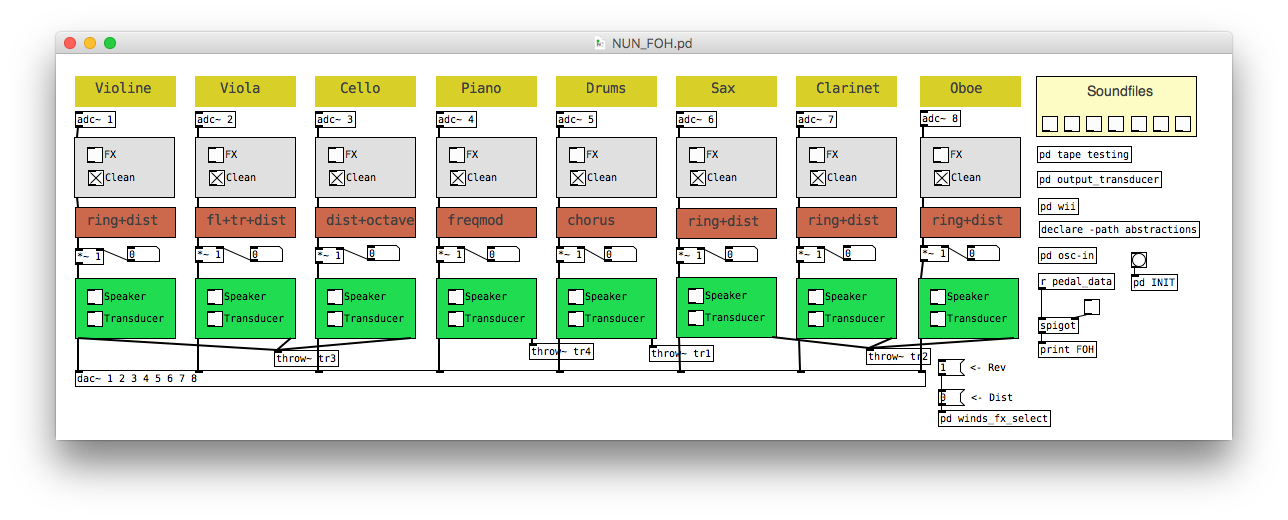 NUN_FOH.pd
Violine Viola Cello Piano Drums Sax Clarinet Oboe Soundfiles
adc~ 1 adc~ 2 adc~ 3 adc~ 4 adc~ 5 adc~ 6 adc~ 7 adc~ 8
FX FX FX FX FX FX FX FX pd tape testing
Clean Clean Clean Clean Clean Clean Clean Clean pd output_transducer
pd wii
ring+dist fl+tr+dist dist+octave freqmod chorus ring+dist ring+dist ring+dist declare -path abstractions
*~ 1 0 *~ 1 0 *~ 1 0 *~ 1 0 *~ 1 0 *~ 1 0 *~ 1 0 *~ 1 0 pd osc-in
r pedal_data pd INIT
Speaker Speaker Speaker Speaker Speaker Speaker Speaker Speaker
Transducer Transducer Transducer Transducer Transducer Transducer Transducer Transducer spigot
throw~ tr3 throw~ tr4 throw~ tr1 throw~ tr2 print FOH
1 <- Rev
dac~ 1 2 3 4 5 6 7 8
0 <- Dist
pd winds_fx_select